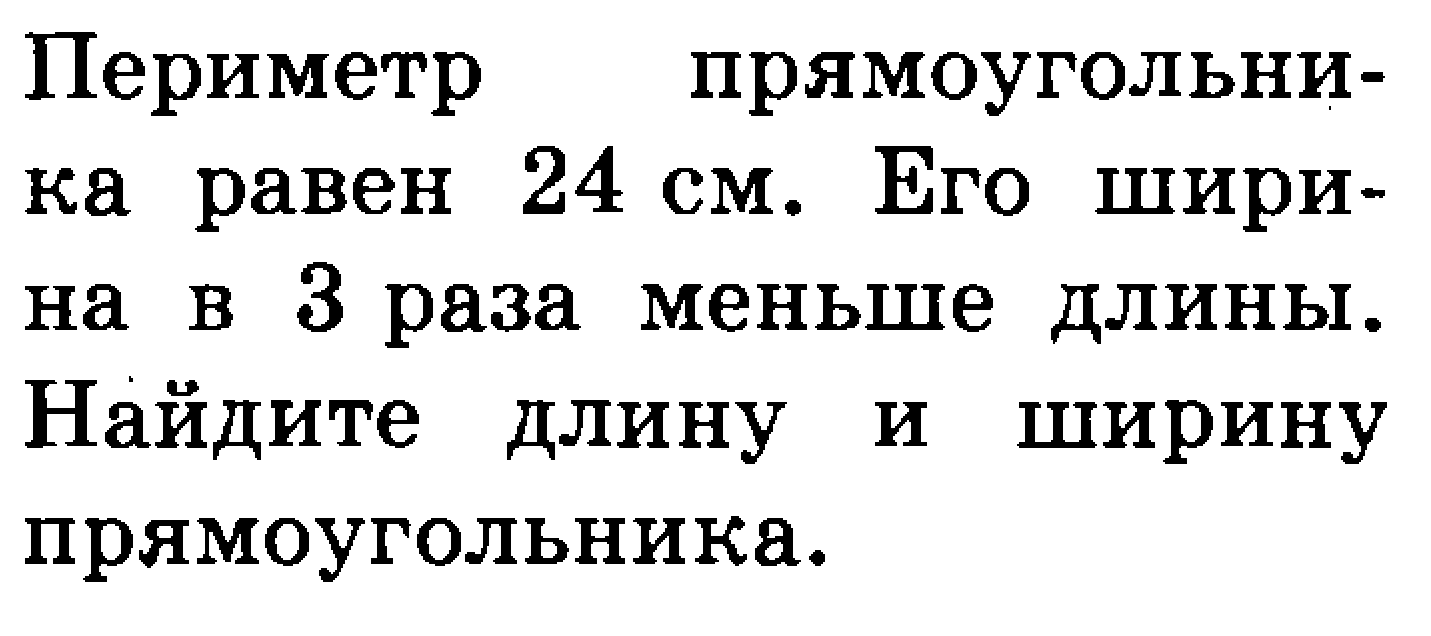 Периметр прямоугольни-
ка равен 24 см. Его шири-
на в 3 раза меньше длины.
Найдите длину и ширину
прямоугольника.